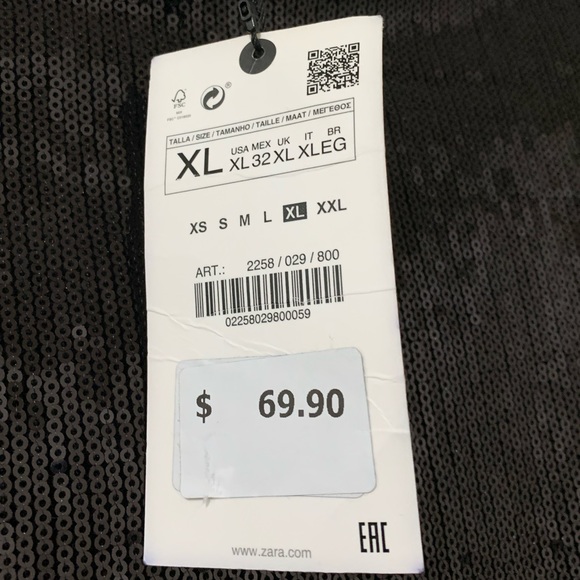 FSC
®
TALLA / SIZE / TAMANHO / TAILLE / MAAT / ΜΕΓΕΘΟΣ
USA MEX UK IT BR
XL XL 32 XL XL EG
XS S M L XL XXL
ART.: 2258 / 029 / 800
02258029800059
$ 69.90
www.zara.com
EAC